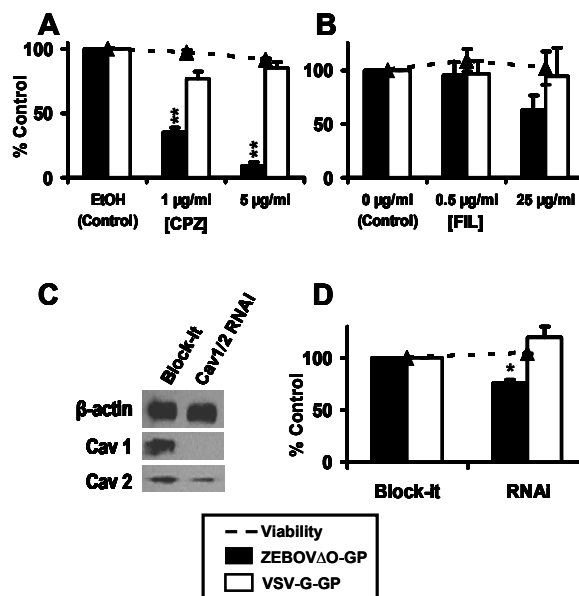 A
% Control
100
50
0
**
**
EtOH
(Control)
1 µg/ml
5 µg/ml
[CPZ]
B
100
50
0
0 µg/ml
(Control)
0.5 µg/ml
25 µg/ml
[FIL]
C
Block-it
Cav1/2 RNAi
β-actin
Cav 1
Cav 2
D
% Control
100
50
0
*
Block-it
RNAi
Viability
ZEBOVΔO-GP
VSV-G-GP